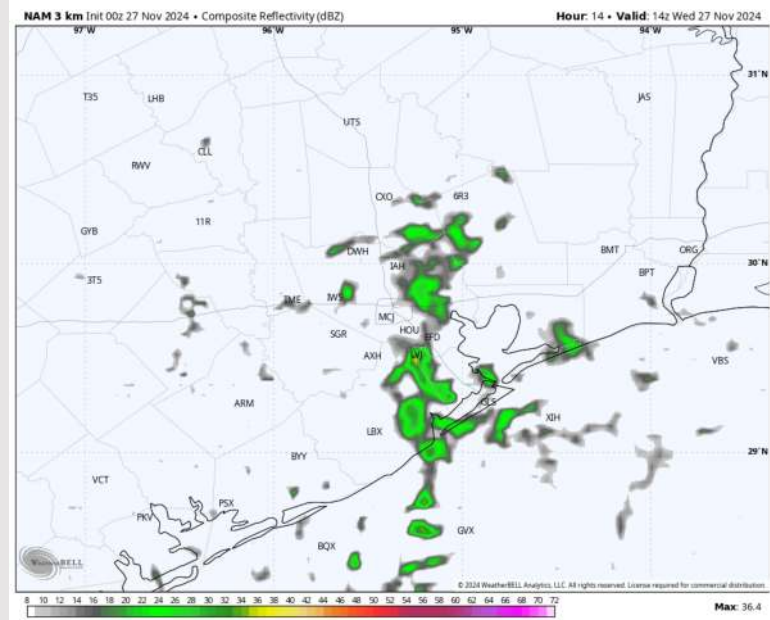 NAM 3 km Init 00z 27 Nov 2024 • Composite Reflectivity (dBZ) Hour: 14 • Valid: 14z Wed 27 Nov 2024
97°W 96°W 95°W 94°W
31°N
T35 LHB JAS
UTS
CLL
RWV
CXO 6R3
11R
GYB
DWH BMT ORG
IAH 30°N
BPT
3T5
TME IWS
MCJ
SGR HOU EFD
AXH LVJ VBS
ARM GLS
LBX XIH
29°N
BYY
VCT
PSX
PKV GVX
BQX
WEATHERBELL
© 2024 WeatherBELL Analytics, LLC. All rights reserved. License required for commercial distribution.
8 10 12 14 16 18 20 22 24 26 28 30 32 34 36 38 40 42 44 46 48 50 52 54 56 58 60 62 64 66 68 70 72 Max: 36.4